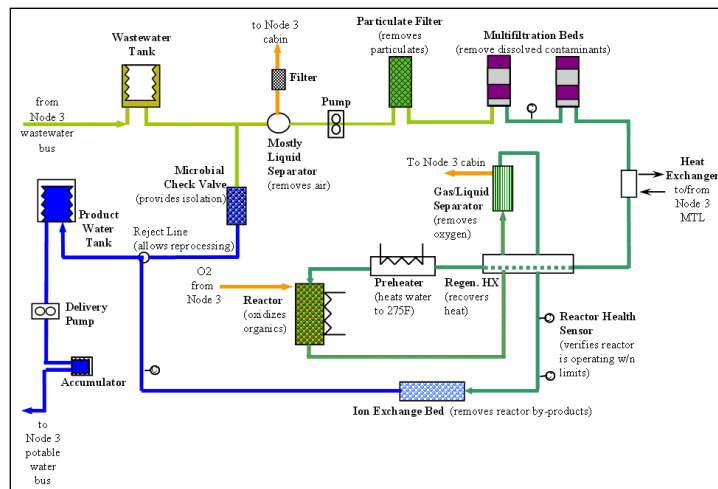 to Node 3
cabin
Wastewater
Tank
Filter
Particulate Filter
(removes
particulates)
Multifiltration Beds
(remove dissolved contaminants)
from
Node 3
wastewater
bus
Pump
Mostly
Liquid
Separator
(removes air)
Microbial
Check Valve
(provides isolation)
To Node 3 cabin
Gas/Liquid
Separator
(removes
oxygen)
Heat
Exchanger
to/from
Node 3
MTL
Product
Water
Tank
Reject Line
(allows reprocessing)
O2
from
Node 3
Reactor
(oxidizes
organics)
Preheater
(heats water
to 275F)
Regen. HX
(recovers
heat)
Reactor Health
Sensor
(verifies reactor
is operating w/n
limits)
Delivery
Pump
Accumulator
Ion Exchange Bed (removes reactor by-products)
to
Node 3
potable
water
bus